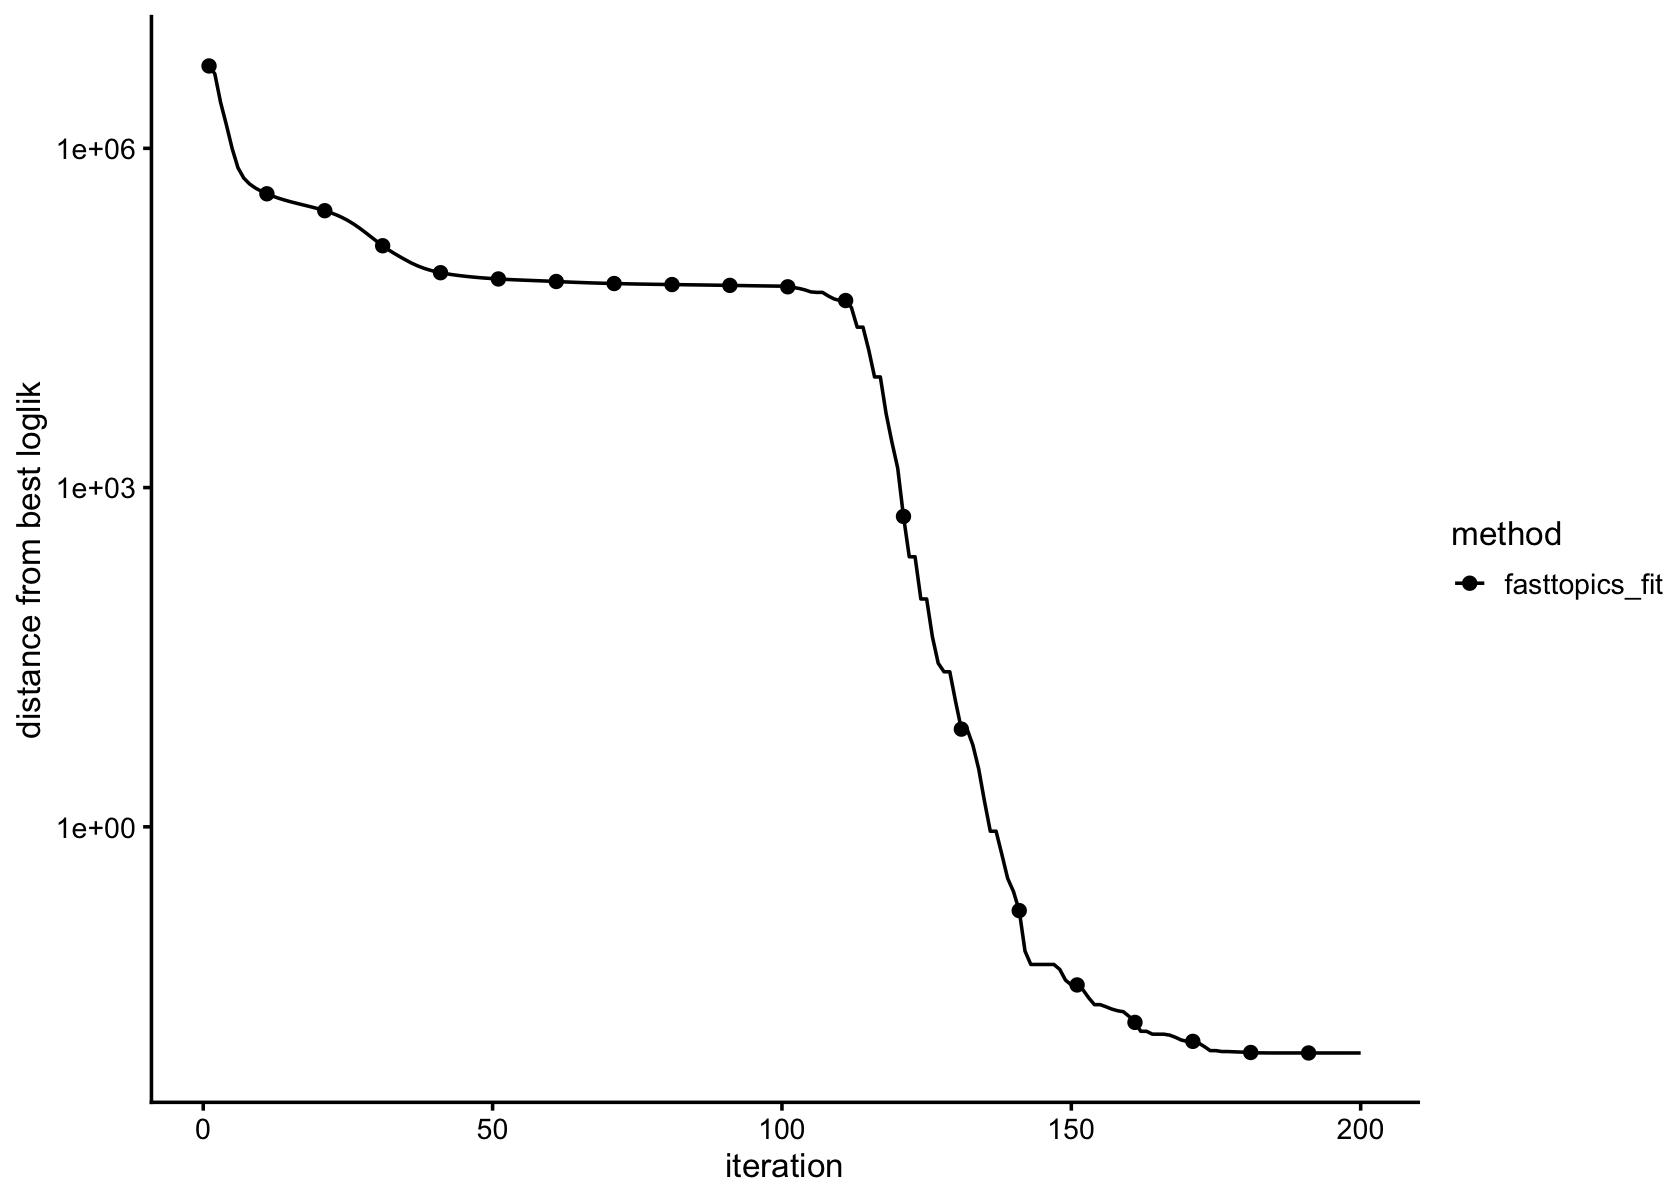 1e+06
1e+03
1e+00
distance from best loglik
0
50
100
150
200
iteration
method
fasttopics_fit